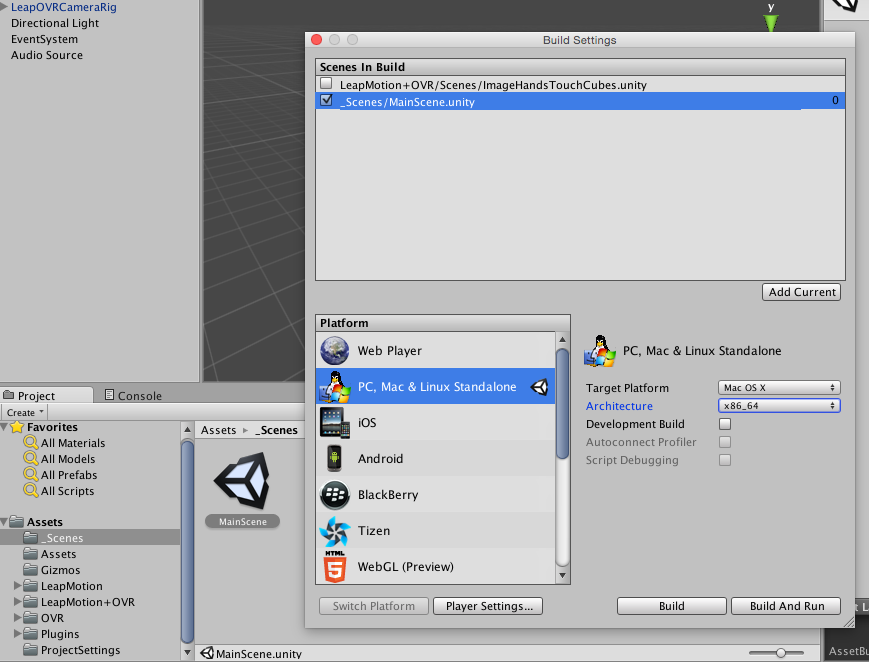 LeapOVRCameraRig
Directional Light
EventSystem
Audio Source
y
Build Settings
Scenes In Build
LeapMotion+OVR/Scenes/ImageHandsTouchCubes.unity
_Scenes/MainScene.unity 0
Add Current
Platform
Web Player
PC, Mac & Linux Standalone
iOS
Android
BlackBerry
Tizen
HTML
5
WebGL (Preview)
PC, Mac & Linux Standalone
Target Platform Mac OS X
Architecture x86_64
Development Build
Autoconnect Profiler
Script Debugging
Switch Platform Player Settings... Build Build And Run
Project Console
Create
Favorites
All Materials
All Models
All Prefabs
All Scripts
Assets
_Scenes
Assets
Gizmos
LeapMotion
LeapMotion+OVR
OVR
Plugins
ProjectSettings
Assets _Scenes
MainScene
MainScene.unity